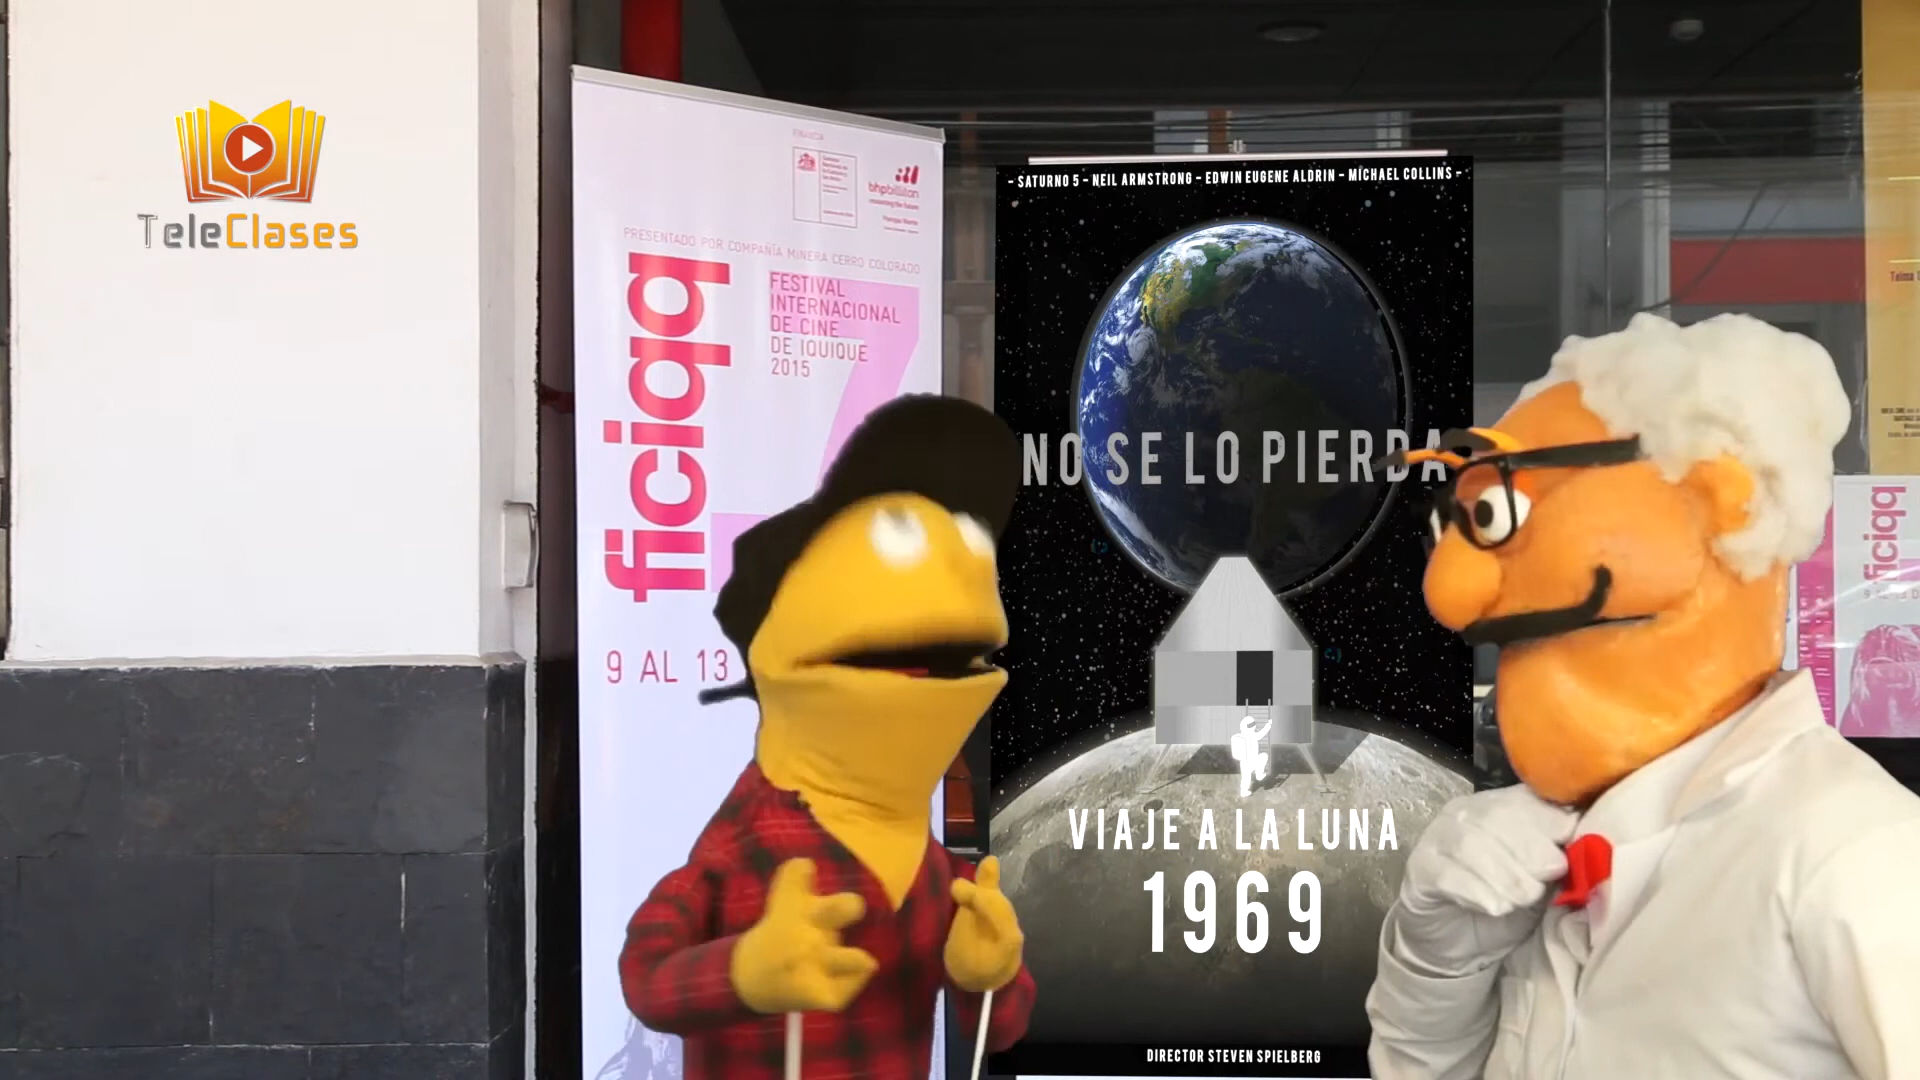 TeleClases
FINANCIA
bhpbilliton
PRESENTADO POR COMPAÑÍA MINERA CERRO COLORADO
ficiqq
FESTIVAL
INTERNACIONAL
DE CINE
DE IQUIQUE
2015
9 AL 13
- SATURNO 5 - NEIL ARMSTRONG - EDWIN EUGENE ALDRIN - MICHAEL COLLINS -
NO SE LO PIERDA
VIAJE A LA LUNA
1969
DIRECTOR STEVEN SPIELBERG
ficiqq